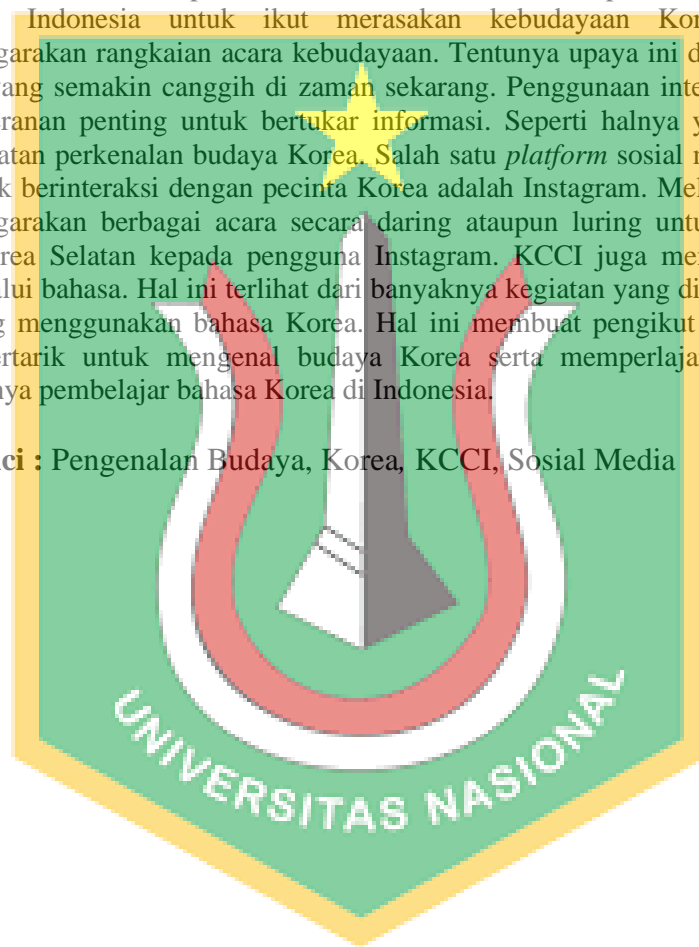 Indonesia untuk ikut merasakan kebudayaan Kor
garakan rangkaian acara kebudayaan. Tentunya upaya ini d
ang semakin canggih di zaman sekarang. Penggunaan inte
ranan penting untuk bertukar informasi. Seperti halnya y
atan perkenalan budaya Korea. Salah satu platform sosial r
k berinteraksi dengan pecinta Korea adalah Instagram. Mel
garakan berbagai acara secara daring ataupun luring untu
rea Selatan kepada pengguna Instagram. KCCI juga mer
lui bahasa. Hal ini terlihat dari banyaknya kegiatan yang di
g menggunakan bahasa Korea. Hal ini membuat pengikut
ertarik untuk mengenal budaya Korea serta memperlaja
nya pembelajar bahasa Korea di Indonesia.
ci : Pengenalan Budaya, Korea, KCCI, Sosial Media
UNIVERSITAS NASIONAL